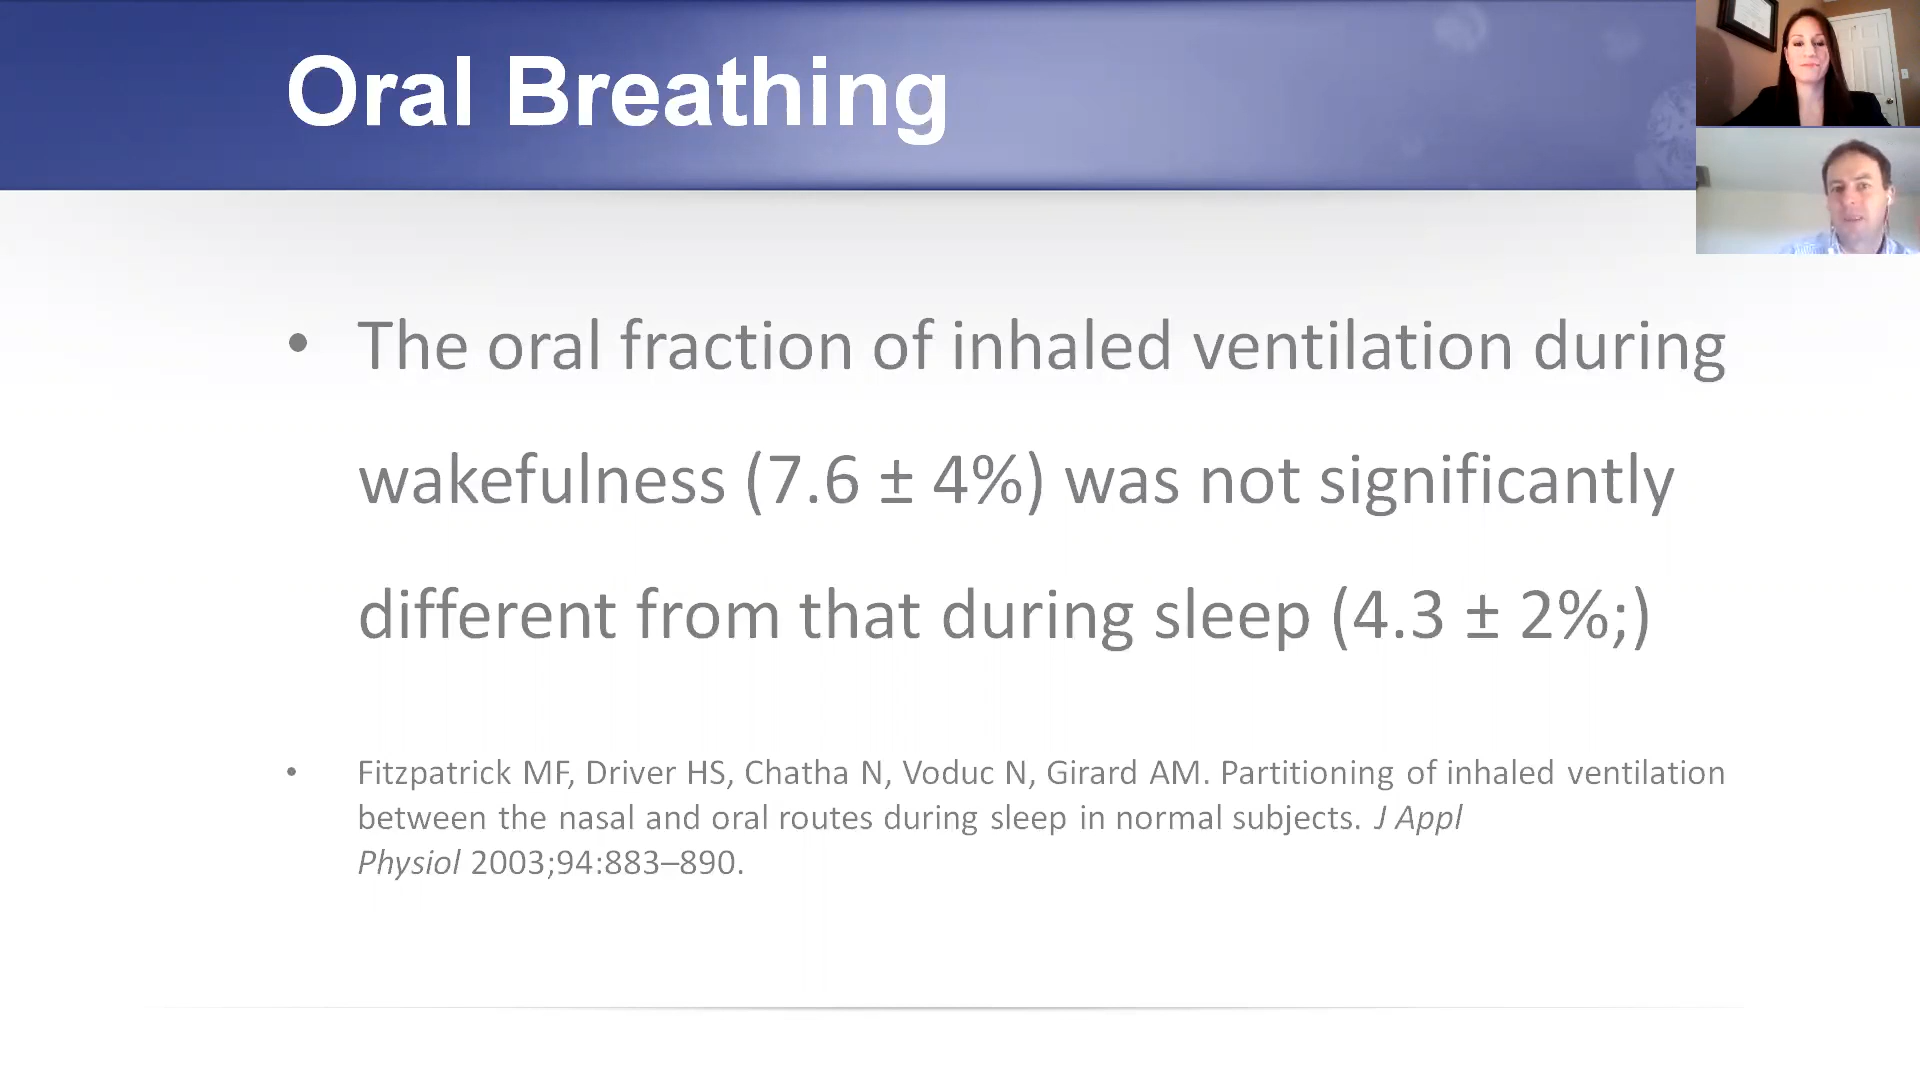 Oral Breathing
• The oral fraction of inhaled ventilation during
wakefulness (7.6 ± 4%) was not significantly
different from that during sleep (4.3 ± 2%;)
• Fitzpatrick MF, Driver HS, Chatha N, Voduc N, Girard AM. Partitioning of inhaled ventilation
between the nasal and oral routes during sleep in normal subjects. J Appl
Physiol 2003;94:883–890.